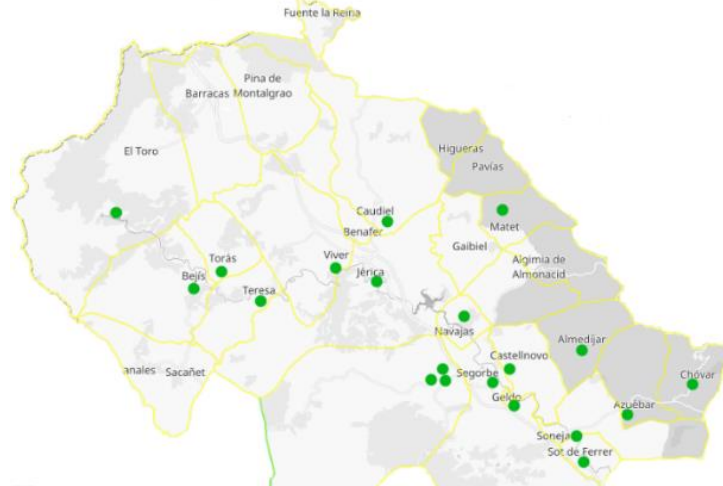 Fuente la Reina
Pina de
Barracas Montalgrao
El Toro
Higueras
Pavías
Caudiel
Matet
Benafer
Gaibiel
Viver
Torás
Algimia de
Almonacid
Jérica
Bejís
Teresa
Navajas
Almedíjar
Castellnovo
anales
Sacañet
Segorbe
Chóvar
Geldo
Azuébar
Soneja
Sot de Ferrer